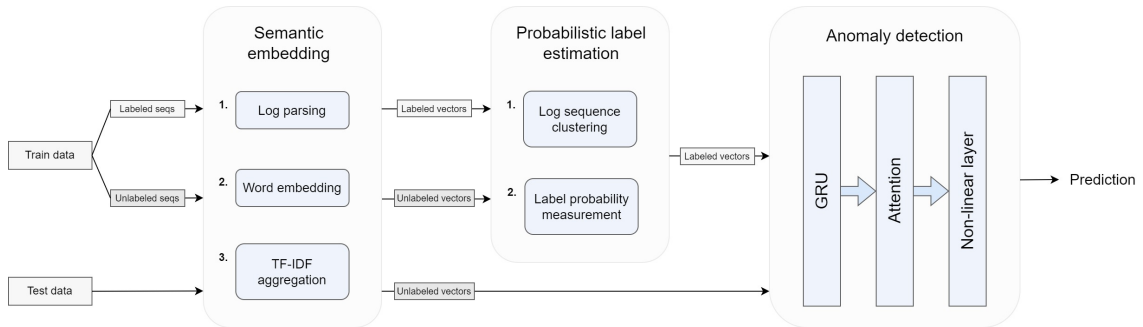 Semantic
embedding
Probabilistic label
estimation
Anomaly detection
Train data
Labeled seqs
Unlabeled seqs
Test data
1.
Log parsing
2.
Word embedding
3.
TF-IDF
aggregation
Labeled vectors
Unlabeled vectors
1.
Log sequence
clustering
2.
Label probability
measurement
Labeled vectors
Unlabeled vectors
GRU
Attention
Non-linear layer
Prediction